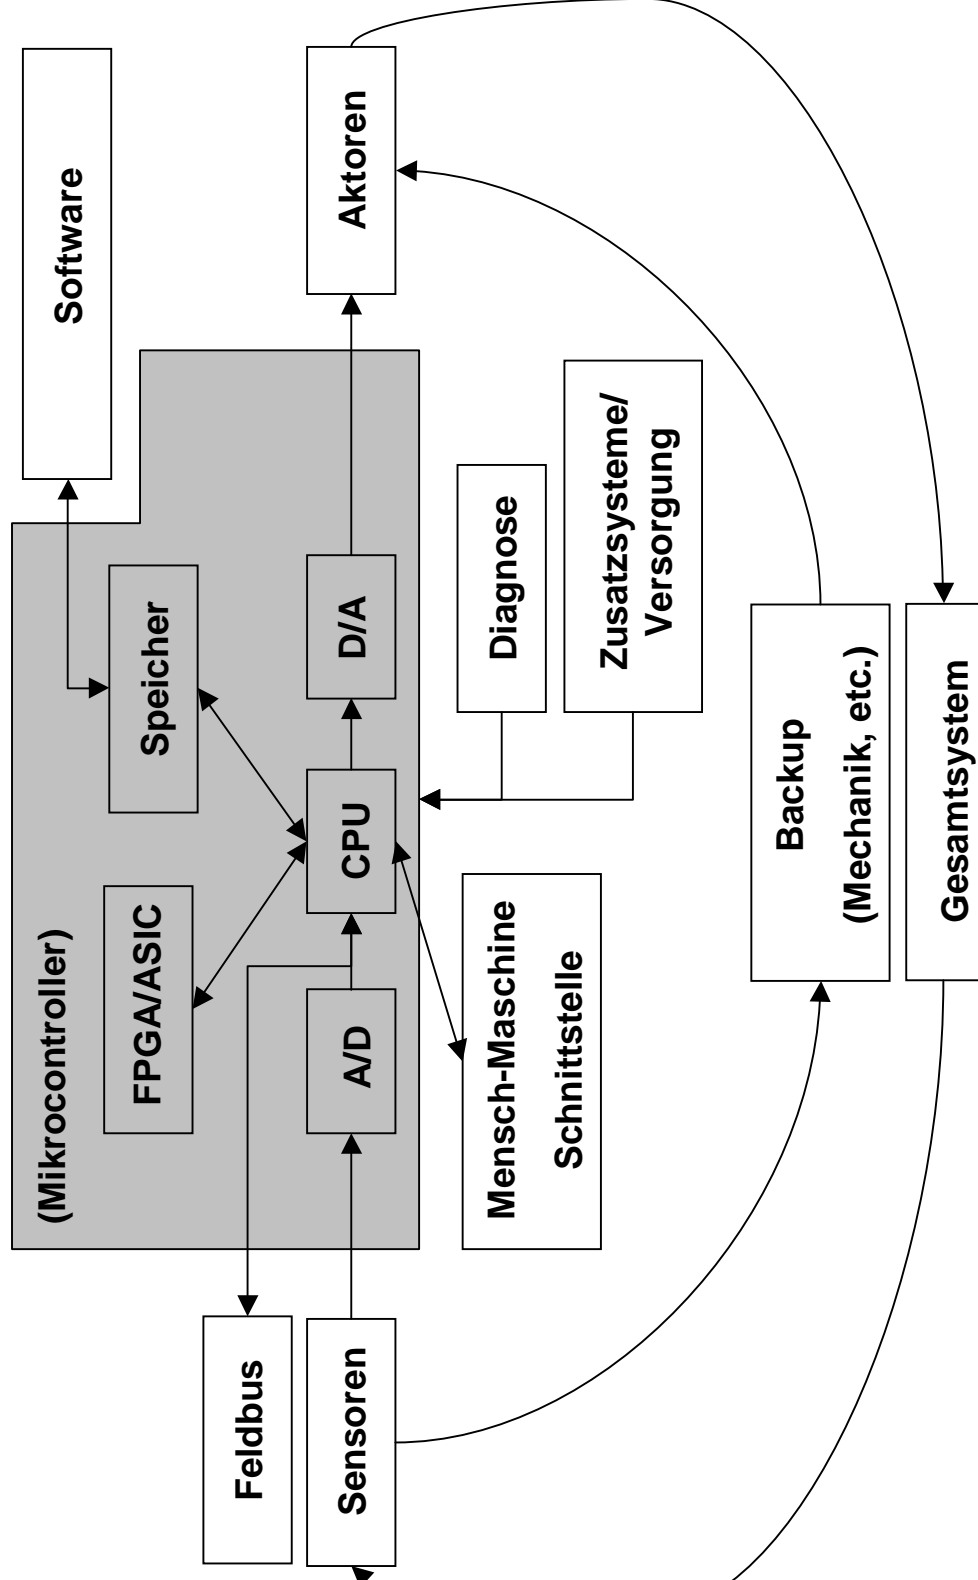 Software
(Mikrocontroller)
FPGA/ASIC
Speicher
Feldbus
Sensoren
A/D
CPU
D/A
Aktoren
Mensch-Maschine
Schnittstelle
Diagnose
Zusatzsysteme/
Versorgung
Backup
(Mechanik, etc.)
Gesamtsystem